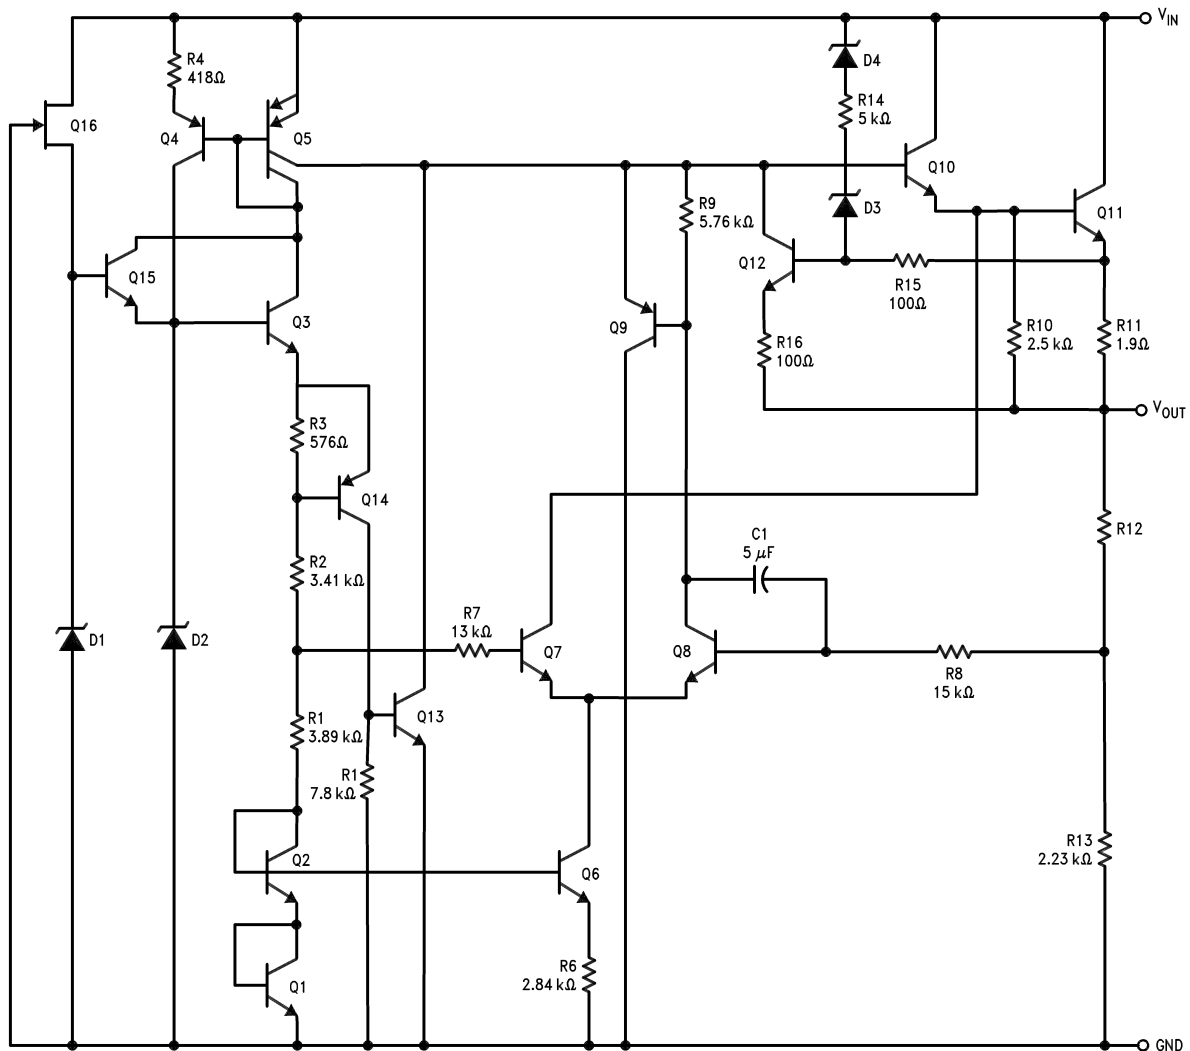 V_IN
R4
418Ω
D4
Q16
Q4
Q5
R14
5 kΩ
Q10
R9
5.76 kΩ
D3
Q11
Q15
Q12
R15
100Ω
Q3
Q9
R16
100Ω
R10
2.5 kΩ
R11
1.9Ω
V_OUT
R3
576Ω
Q14
R12
C1
5 μF
R2
3.41 kΩ
D1
D2
R7
13 kΩ
Q7
Q8
R8
15 kΩ
R1
3.89 kΩ
Q13
R1
7.8 kΩ
Q2
Q6
R13
2.23 kΩ
R6
2.84 kΩ
Q1
GND